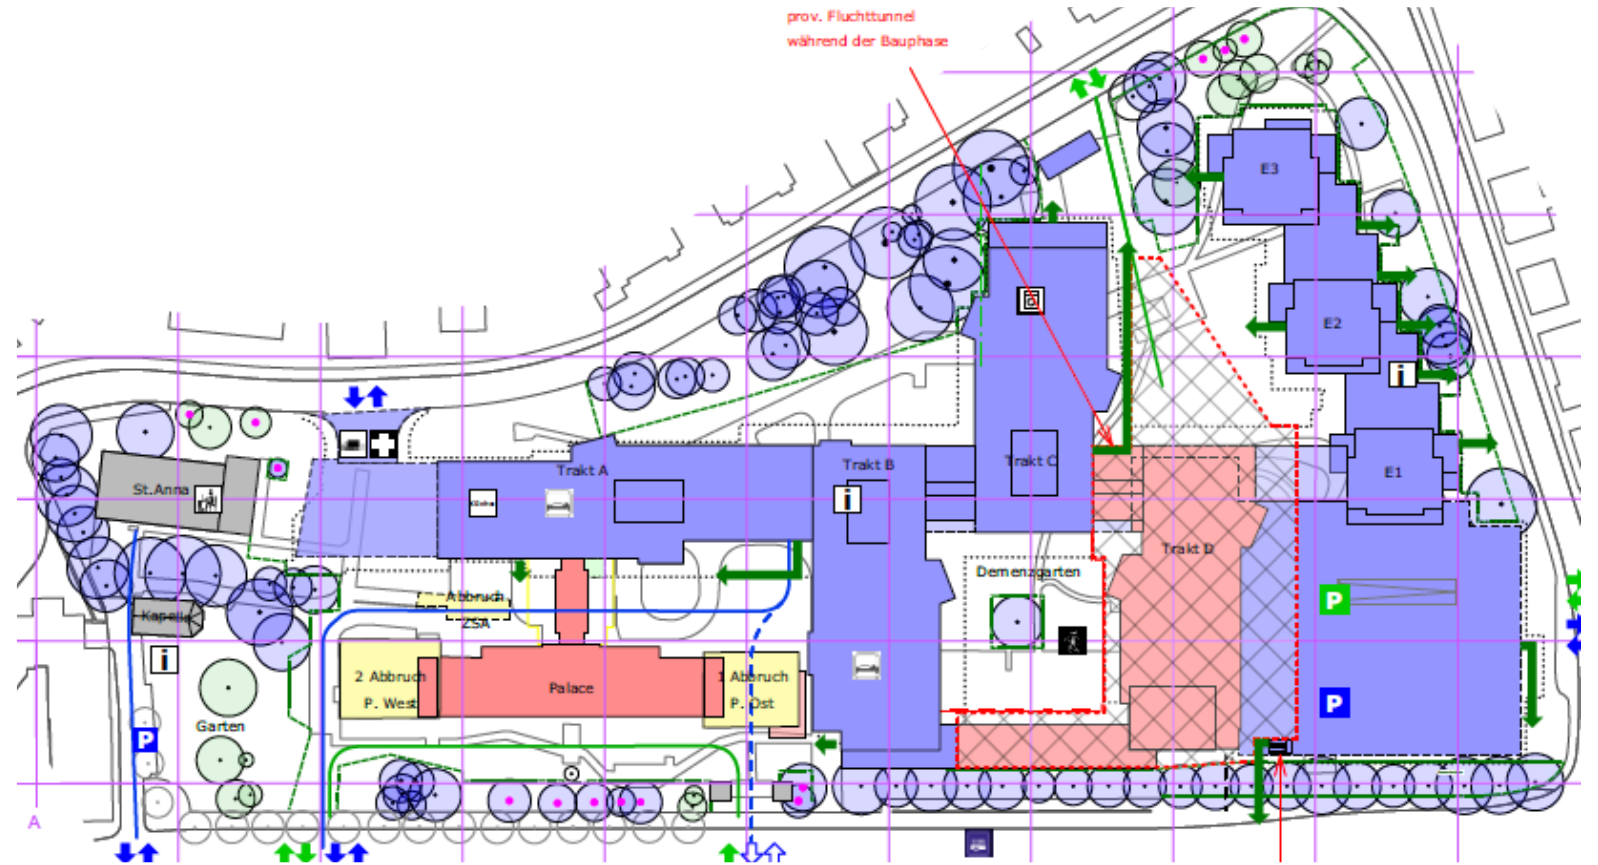 prov. Fluchttunnel
während der Bauphase
E3
E2
E1
i
Trakt A
Trakt B
Trakt C
Trakt D
i
St.Anna
Demenzgarten
Abbruch
ZSA
Kapelle
i
2 Abbruch
P. West
Palace
1 Abbruch
P. Ost
Garten
P
P
P
A